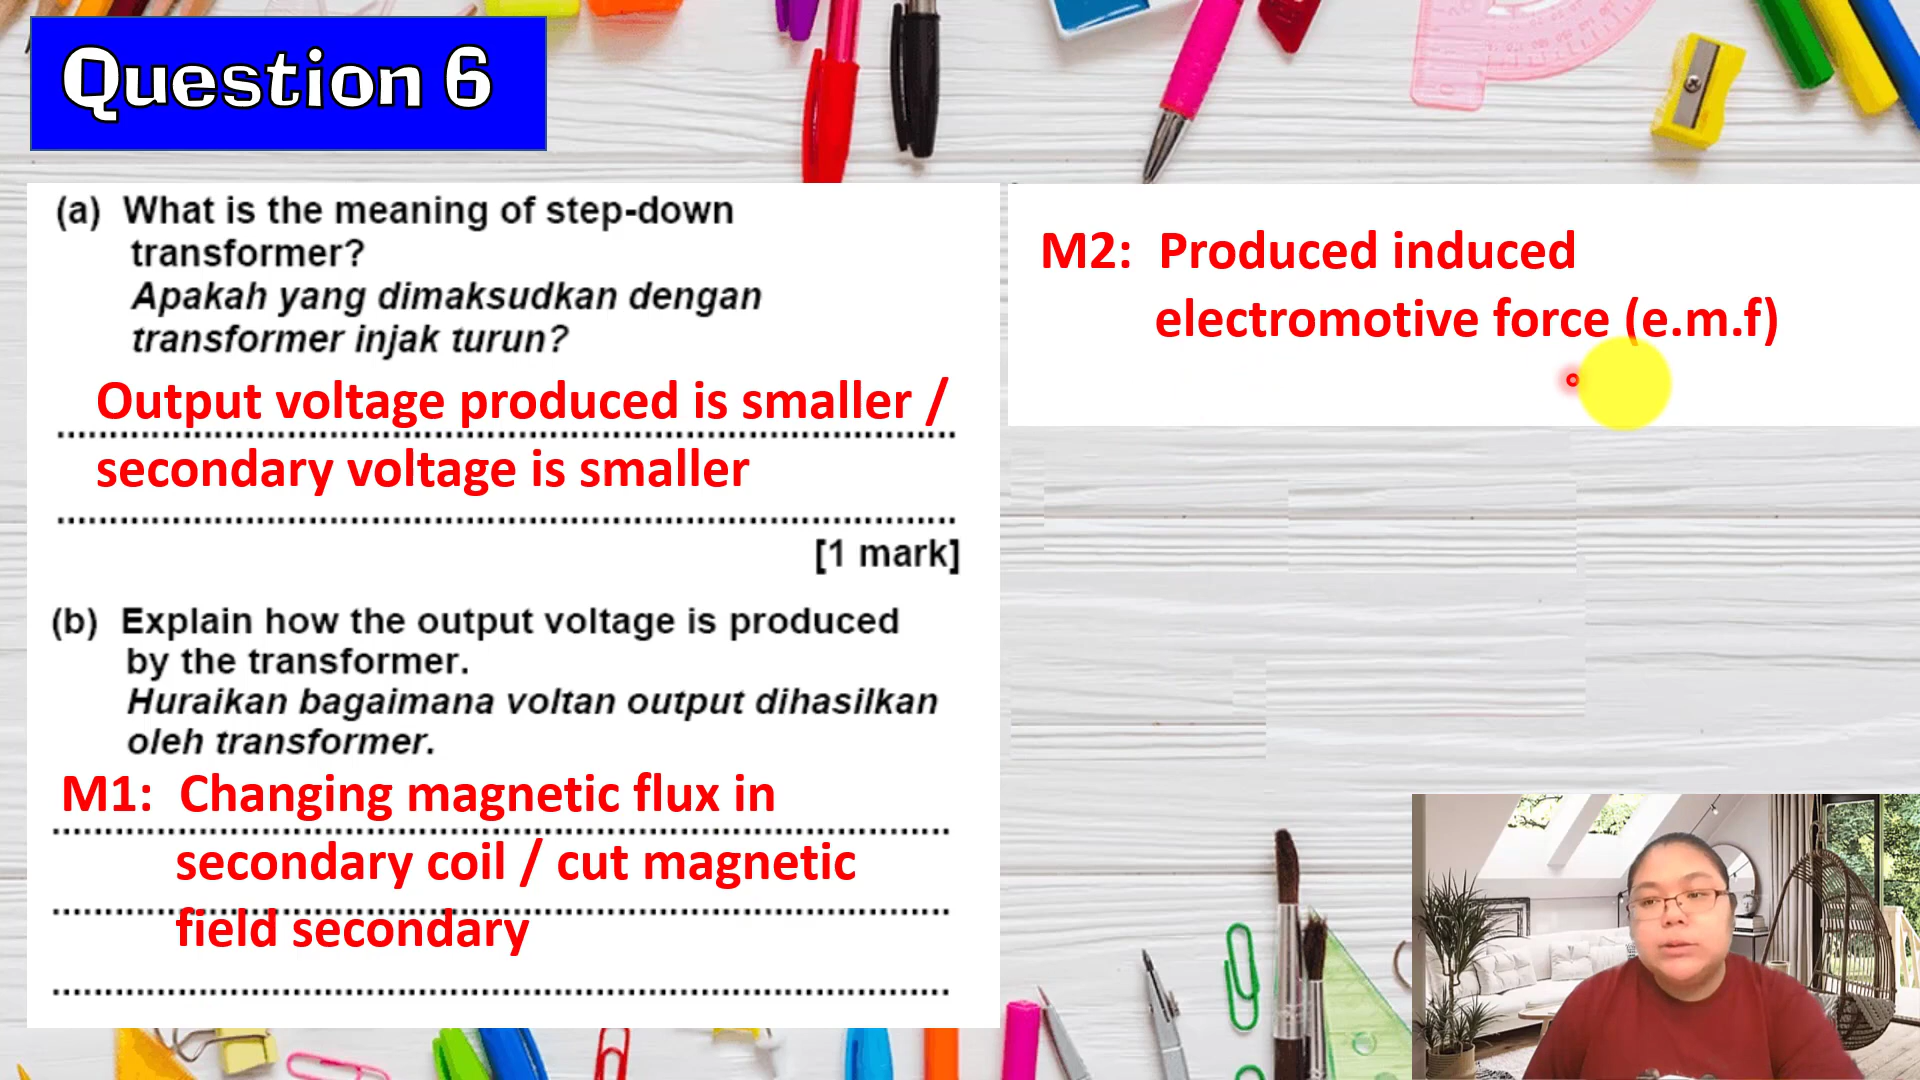 Question 6
(a) What is the meaning of step-down
transformer?
Apakah yang dimaksudkan dengan
transformer injak turun?
Output voltage produced is smaller /
secondary voltage is smaller
[1 mark]
(b) Explain how the output voltage is produced
by the transformer.
Huraikan bagaimana voltan output dihasilkan
oleh transformer.
M1: Changing magnetic flux in
secondary coil / cut magnetic
field secondary
M2: Produced induced
electromotive force (e.m.f)